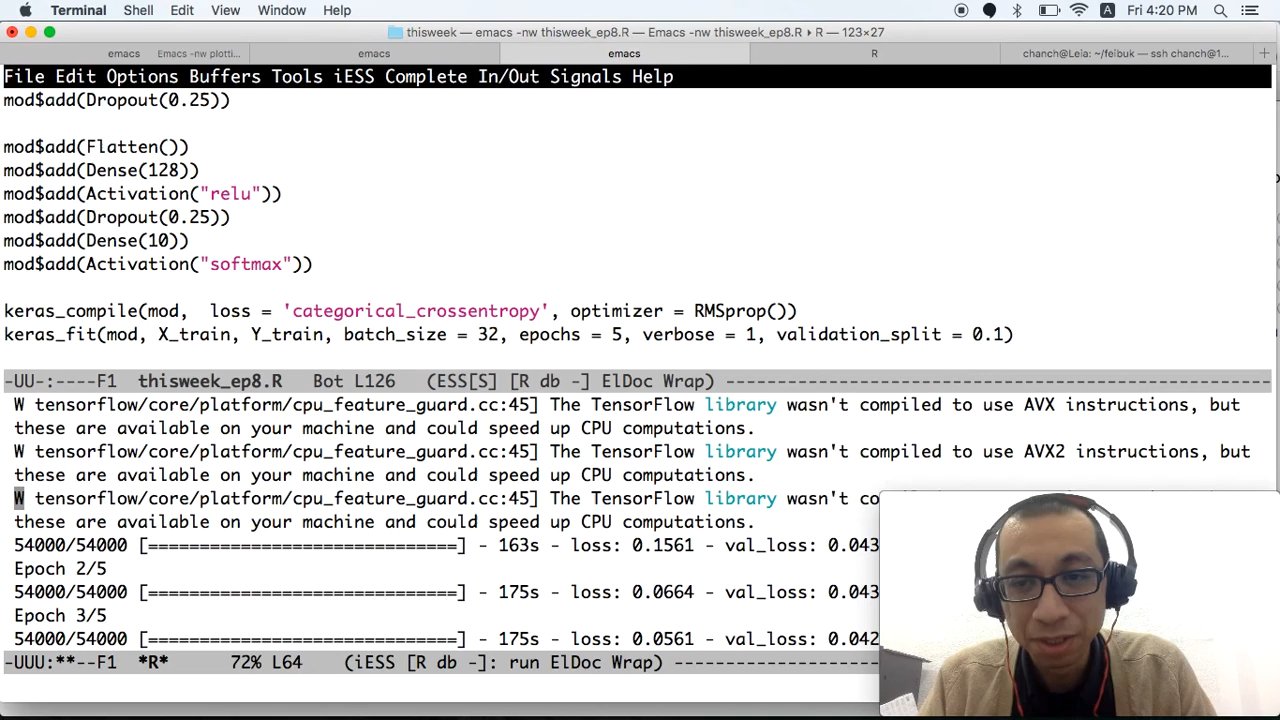 Terminal Shell Edit View Window Help A Fri 4:20 PM
thisweek — emacs -nw thisweek_ep8.R — Emacs -nw thisweek_ep8.R ▸ R — 123×27
emacs Emacs -nw plotti... emacs emacs R chanch@Leia: ~/feibuk — ssh chanch@1... +
File Edit Options Buffers Tools iESS Complete In/Out Signals Help
mod$add(Dropout(0.25))
mod$add(Flatten())
mod$add(Dense(128))
mod$add(Activation("relu"))
mod$add(Dropout(0.25))
mod$add(Dense(10))
mod$add(Activation("softmax"))
keras_compile(mod,  loss = 'categorical_crossentropy', optimizer = RMSprop())
keras_fit(mod, X_train, Y_train, batch_size = 32, epochs = 5, verbose = 1, validation_split = 0.1)
-UU-:----F1  thisweek_ep8.R   Bot L126   (ESS[S] [R db -] ElDoc Wrap) -----------------------------------------------------
W tensorflow/core/platform/cpu_feature_guard.cc:45] The TensorFlow library wasn't compiled to use AVX instructions, but
these are available on your machine and could speed up CPU computations.
W tensorflow/core/platform/cpu_feature_guard.cc:45] The TensorFlow library wasn't compiled to use AVX2 instructions, but
these are available on your machine and could speed up CPU computations.
W tensorflow/core/platform/cpu_feature_guard.cc:45] The TensorFlow library wasn't
these are available on your machine and could speed up CPU computations.
54000/54000 [==============================] - 163s - loss: 0.1561 - val_loss: 0.043
Epoch 2/5
54000/54000 [==============================] - 175s - loss: 0.0664 - val_loss: 0.043
Epoch 3/5
54000/54000 [==============================] - 175s - loss: 0.0561 - val_loss: 0.042
-UUU:**--F1  *R*      72% L64    (iESS [R db -]: run ElDoc Wrap) --------------------